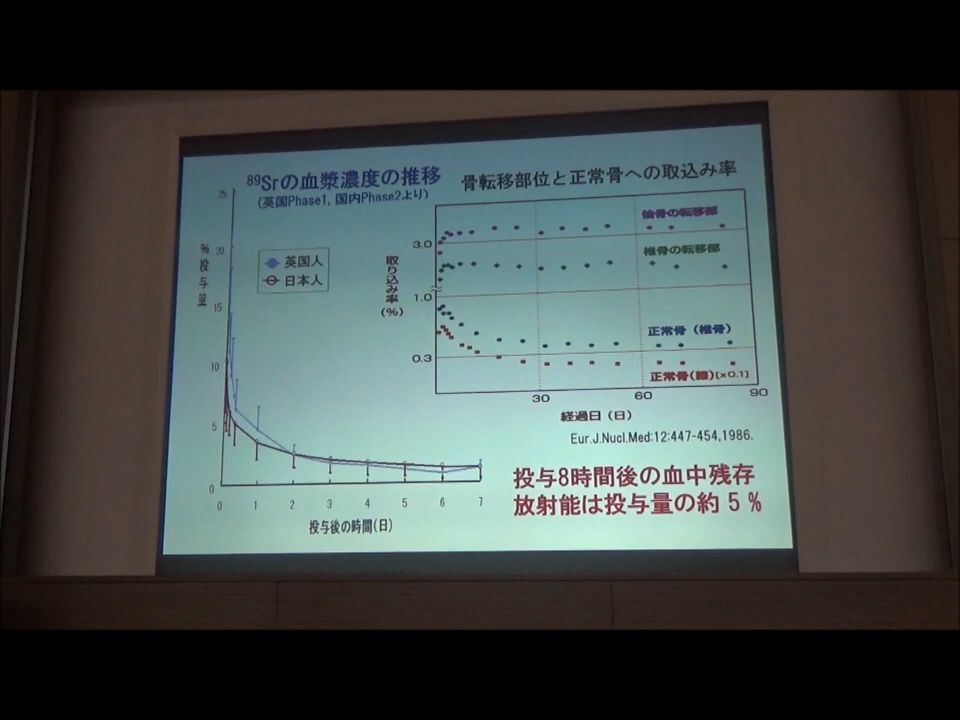 ⁸⁹Srの血漿濃度の推移
(英国Phase1, 国内Phase2より)
25
20
15
10
5
0
%
投与量
英国人
日本人
0 1 2 3 4 5 6 7
投与後の時間(日)
骨転移部位と正常骨への取込み率
取り込み率(%)
3.0
1.0
0.3
仙骨の転移部
椎骨の転移部
正常骨(椎骨)
正常骨(腰)[×0.1]
30 60 90
経過日(日)
Eur.J.Nucl.Med:12:447-454,1986.
投与8時間後の血中残存
放射能は投与量の約5%